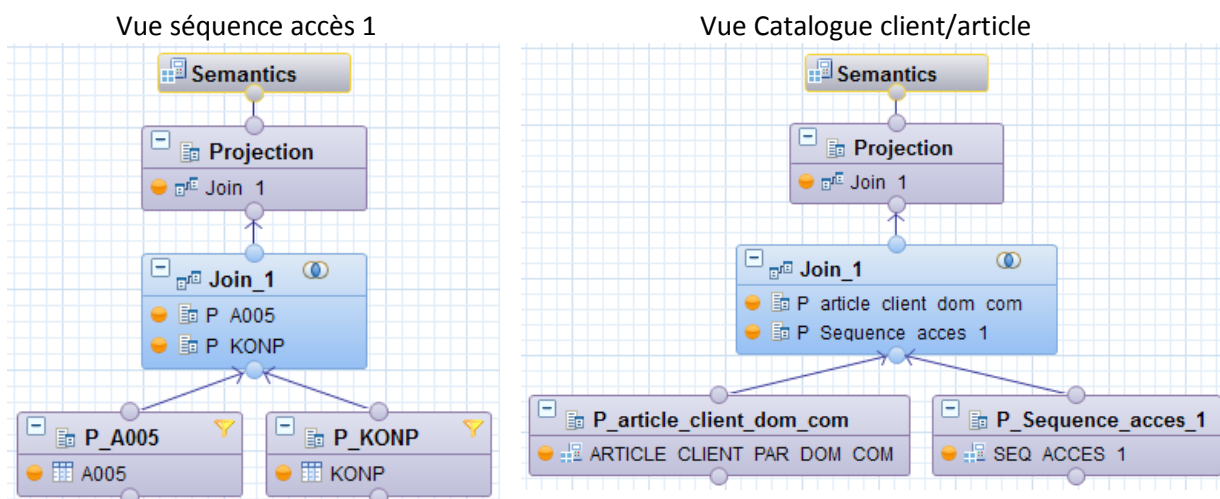 Vue séquence accès 1
Semantics
Projection
Join_1
Join_1
P_A005
P_KONP
P_A005
A005
P_KONP
KONP
Vue Catalogue client/article
Semantics
Projection
Join_1
Join_1
P_article_client_dom_com
P_Sequence_acces_1
P_article_client_dom_com
ARTICLE_CLIENT_PAR_DOM_COM
P_Sequence_acces_1
SEQ_ACCES_1